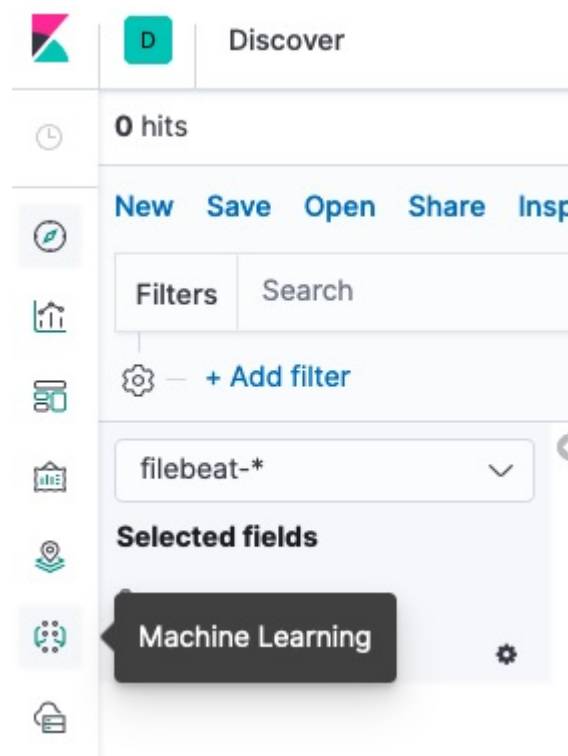 D Discover
0 hits
New Save Open Share Insp
Filters Search
+ Add filter
filebeat-*
Selected fields
Machine Learning